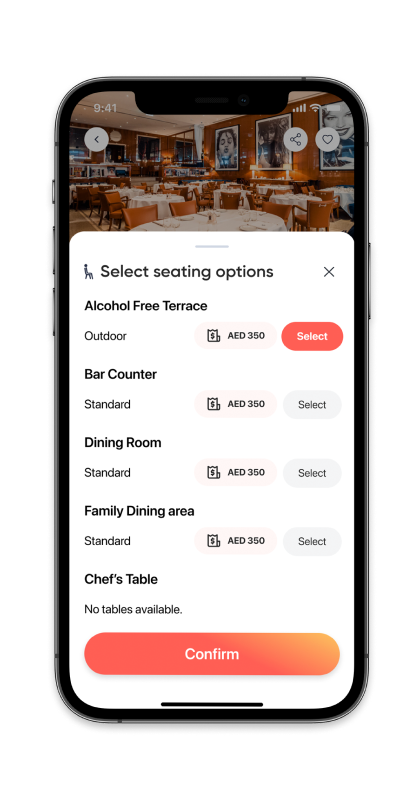 9:41
Select seating options
Alcohol Free Terrace
Outdoor AED 350 Select
Bar Counter
Standard AED 350 Select
Dining Room
Standard AED 350 Select
Family Dining area
Standard AED 350 Select
Chef's Table
No tables available.
Confirm